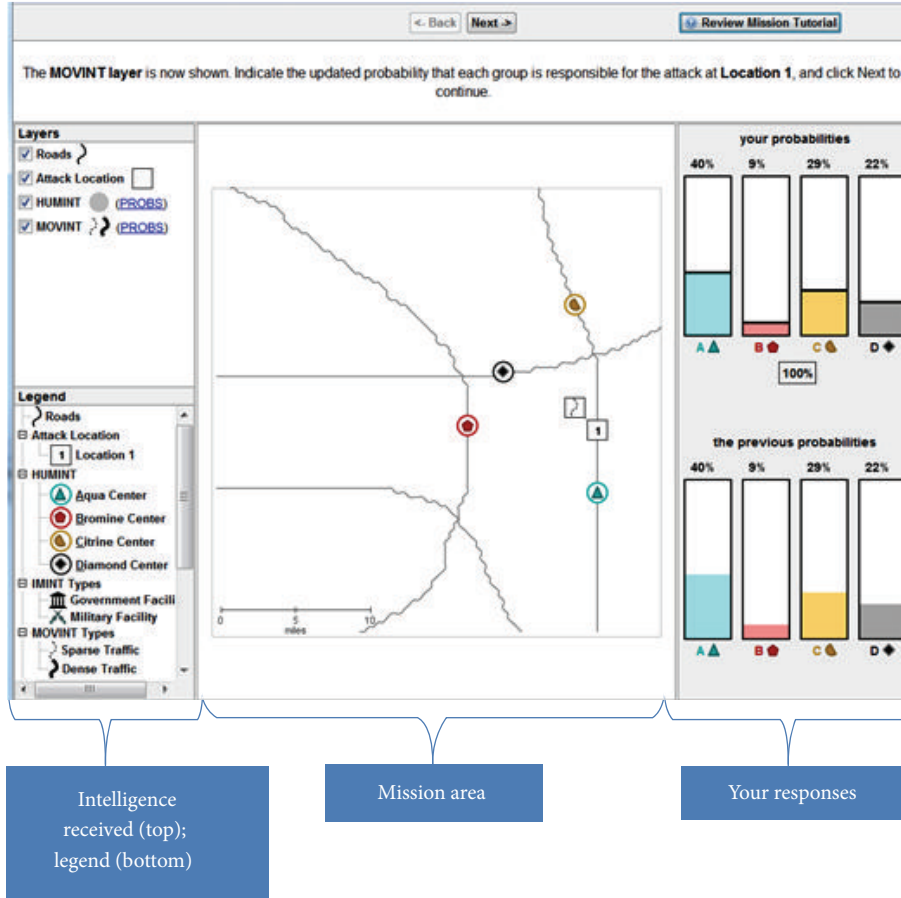 <- Back Next ->
Review Mission Tutorial
The MOVINT layer is now shown. Indicate the updated probability that each group is responsible for the attack at Location 1, and click Next to
continue.
Layers
Roads
Attack Location
HUMINT (PROBS)
MOVINT (PROBS)
Legend
Roads
Attack Location
1 Location 1
HUMINT
Aqua Center
Bromine Center
Citrine Center
Diamond Center
IMINT Types
Government Facili
Military Facility
MOVINT Types
Sparse Traffic
Dense Traffic
1
0 5 10
miles
your probabilities
40% 9% 29% 22%
A B C D
100%
the previous probabilities
40% 9% 29% 22%
A B C D
Intelligence
received (top);
legend (bottom)
Mission area
Your responses